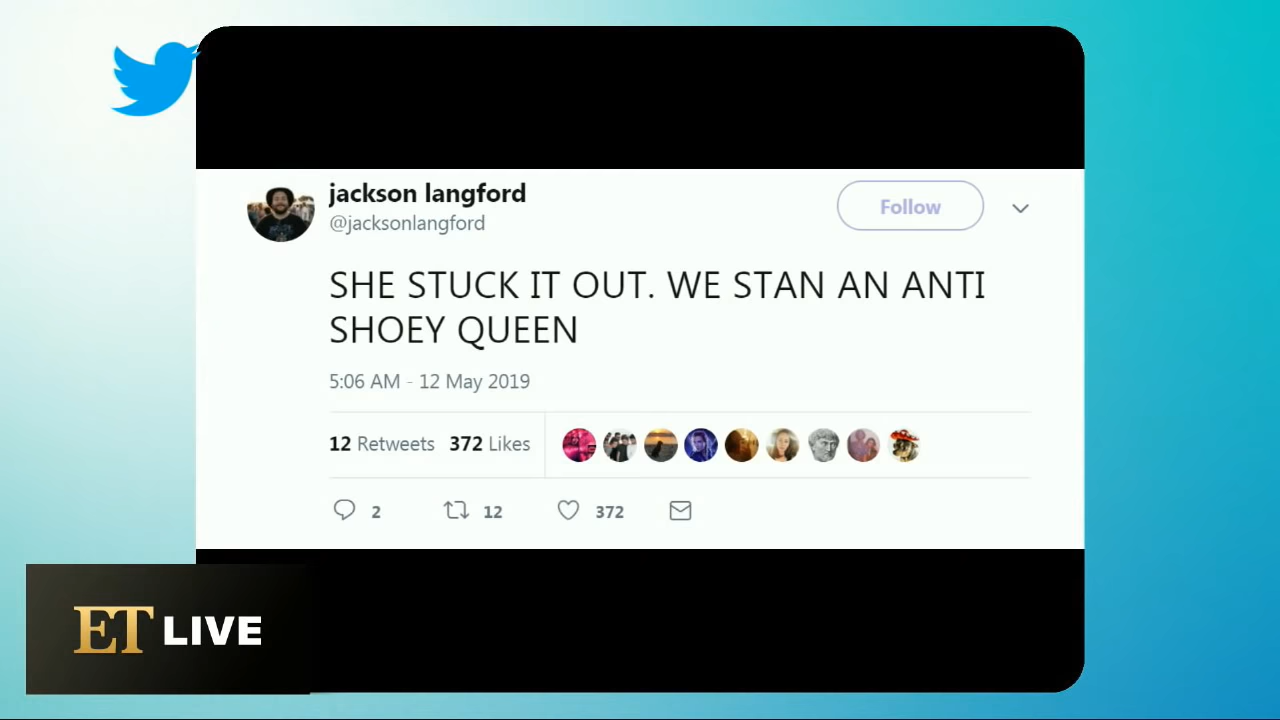 jackson langford
@jacksonlangford
Follow
SHE STUCK IT OUT. WE STAN AN ANTI
SHOEY QUEEN
5:06 AM - 12 May 2019
12 Retweets 372 Likes
2 12 372
ET LIVE